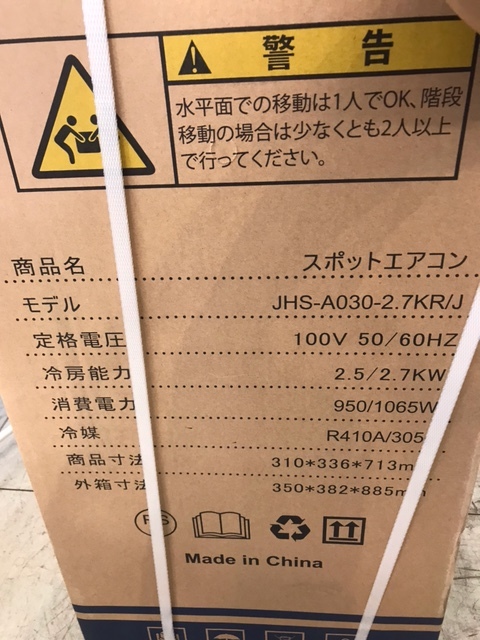 警 告
水平面での移動は1人でOK、階段
移動の場合は少なくとも2人以上
で行ってください。
商品名 スポットエアコン
モデル JHS-A030-2.7KR/J
定格電圧 100V 50/60HZ
冷房能力 2.5/2.7KW
消費電力 950/1065W
冷媒 R410A/305
商品寸法 310*336*713mm
外箱寸法 350*382*885mm
PS
Made in China